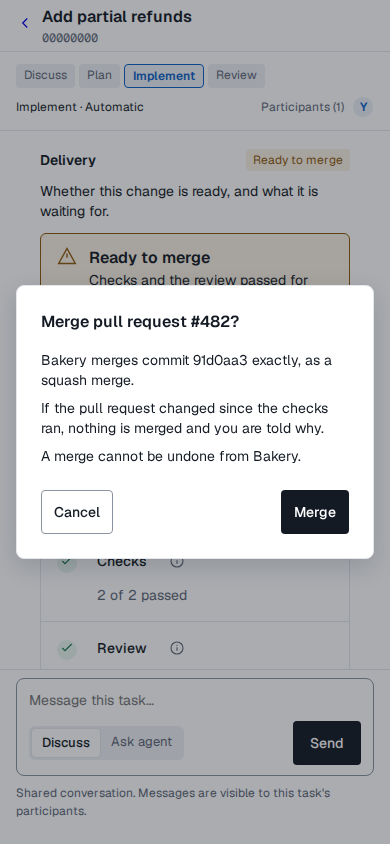 Add partial refunds
00000000
Discuss
Plan
Implement
Review
Implement · Automatic
Participants (1)
Y
Delivery
Ready to merge
Whether this change is ready, and what it is
waiting for.
Ready to merge
Checks and the review passed for
Merge pull request #482?
Bakery merges commit 91d0aa3 exactly, as a
squash merge.
If the pull request changed since the checks
ran, nothing is merged and you are told why.
A merge cannot be undone from Bakery.
Cancel
Merge
Checks
2 of 2 passed
Review
Message this task...
Discuss
Ask agent
Send
Shared conversation. Messages are visible to this task's
participants.